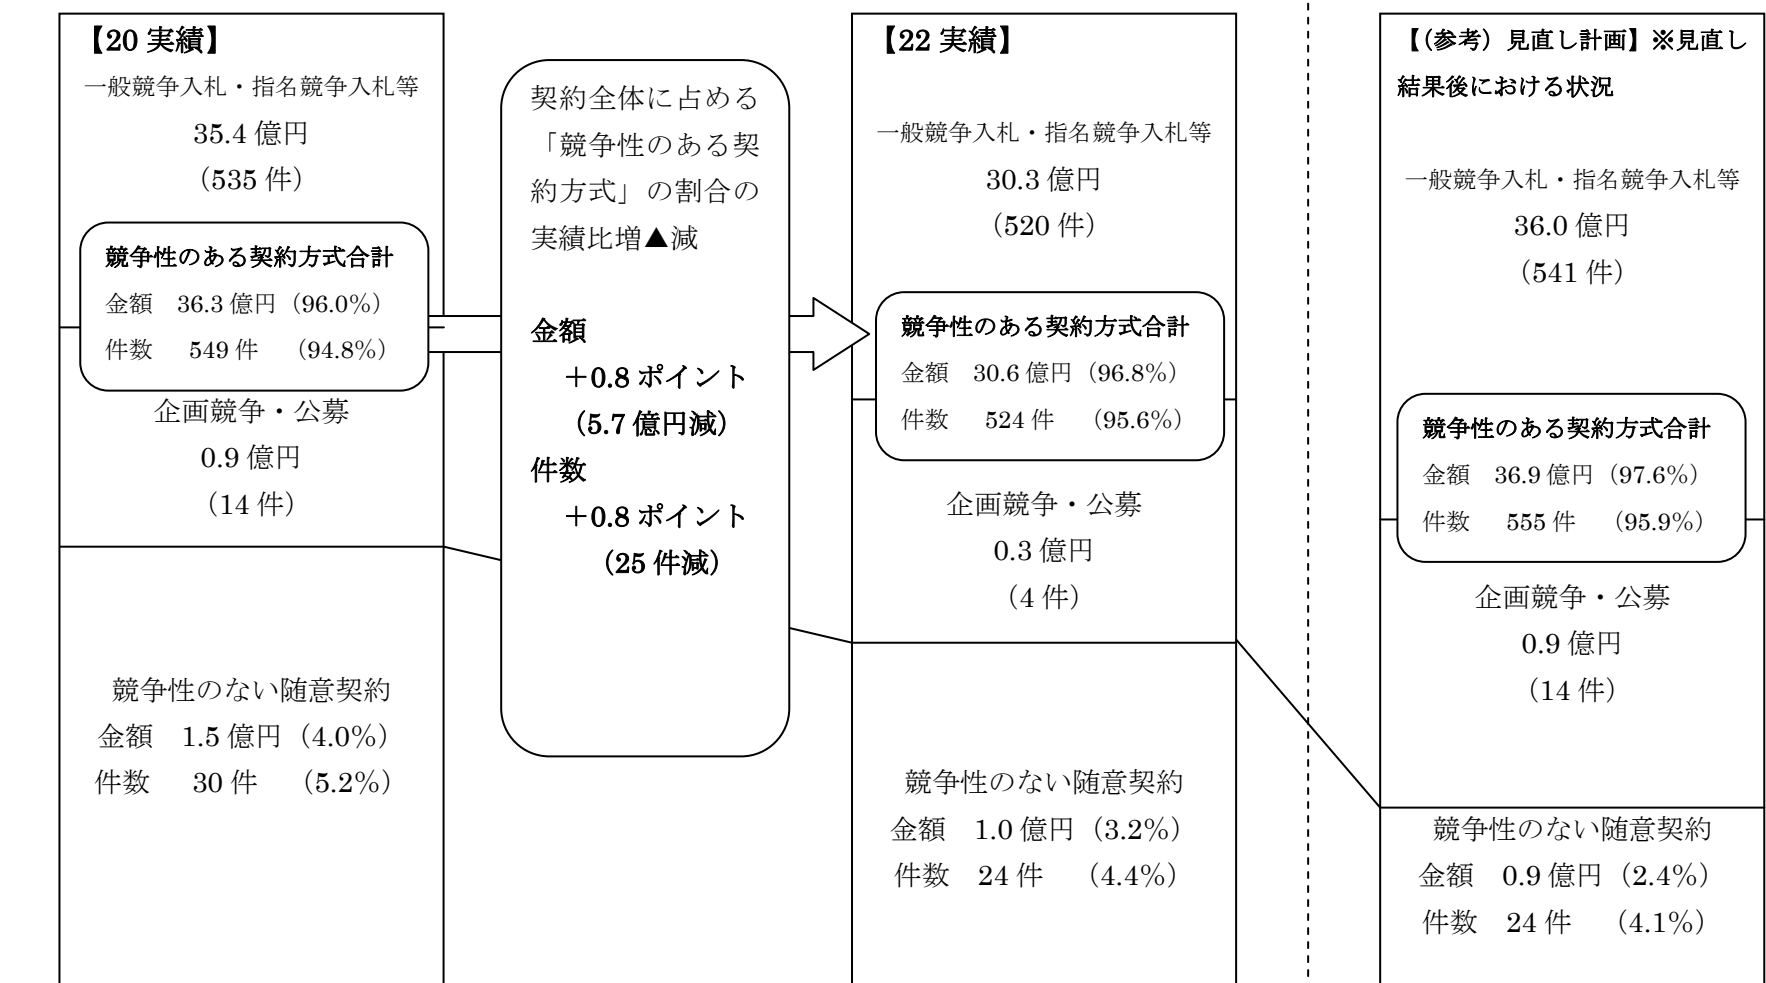 【20 実績】
一般競争入札・指名競争入札等
35.4 億円
（535 件）
競争性のある契約方式合計
金額　36.3 億円（96.0%）
件数　549 件　（94.8%）
企画競争・公募
0.9 億円
（14 件）
競争性のない随意契約
金額　1.5 億円（4.0%）
件数　30 件　（5.2%）
契約全体に占める
「競争性のある契
約方式」の割合の
実績比増▲減
金額
＋0.8 ポイント
（5.7 億円減）
件数
＋0.8 ポイント
（25 件減）
【22 実績】
一般競争入札・指名競争入札等
30.3 億円
（520 件）
競争性のある契約方式合計
金額　30.6 億円（96.8%）
件数　524 件　（95.6%）
企画競争・公募
0.3 億円
（4 件）
競争性のない随意契約
金額　1.0 億円（3.2%）
件数　24 件　（4.4%）
【（参考）見直し計画】※見直し
結果後における状況
一般競争入札・指名競争入札等
36.0 億円
（541 件）
競争性のある契約方式合計
金額　36.9 億円（97.6%）
件数　555 件　（95.9%）
企画競争・公募
0.9 億円
（14 件）
競争性のない随意契約
金額　0.9 億円（2.4%）
件数　24 件　（4.1%）